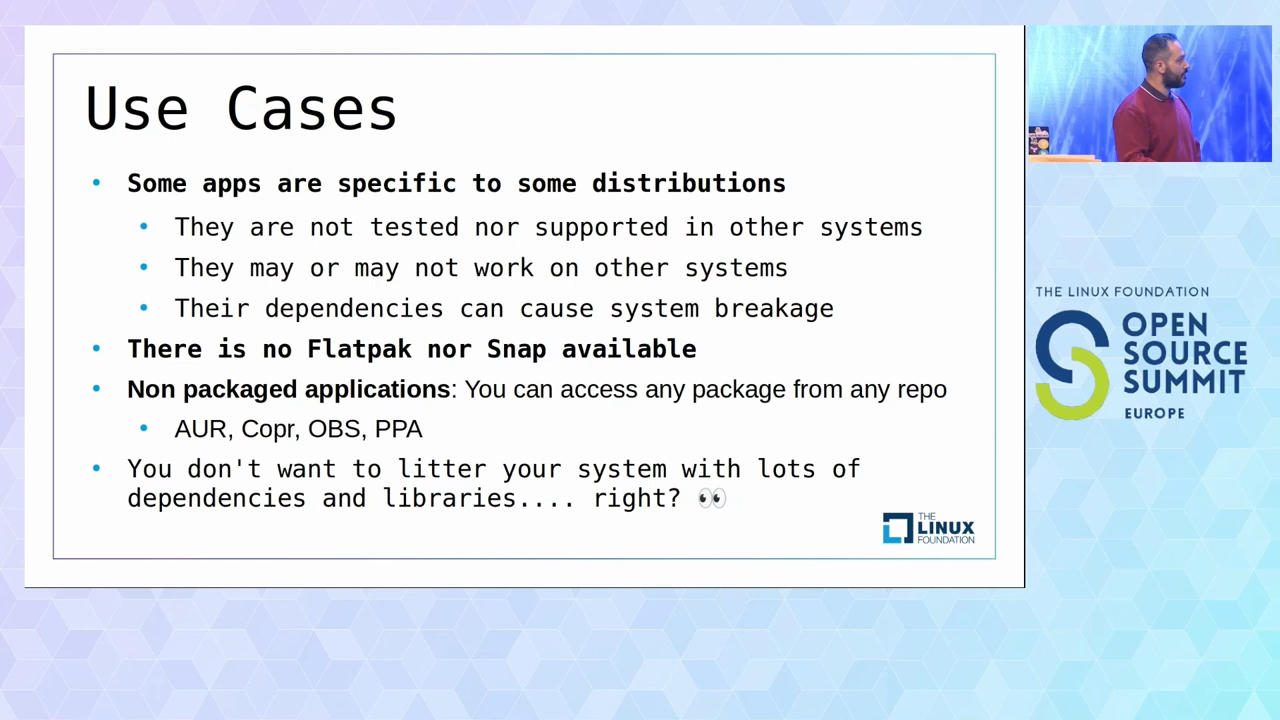 Use Cases
Some apps are specific to some distributions
They are not tested nor supported in other systems
They may or may not work on other systems
Their dependencies can cause system breakage
There is no Flatpak nor Snap available
Non packaged applications: You can access any package from any repo
AUR, Copr, OBS, PPA
You don't want to litter your system with lots of
dependencies and libraries.... right? 👀
THE
LINUX
FOUNDATION
THE LINUX FOUNDATION
OPEN
SOURCE
SUMMIT
EUROPE